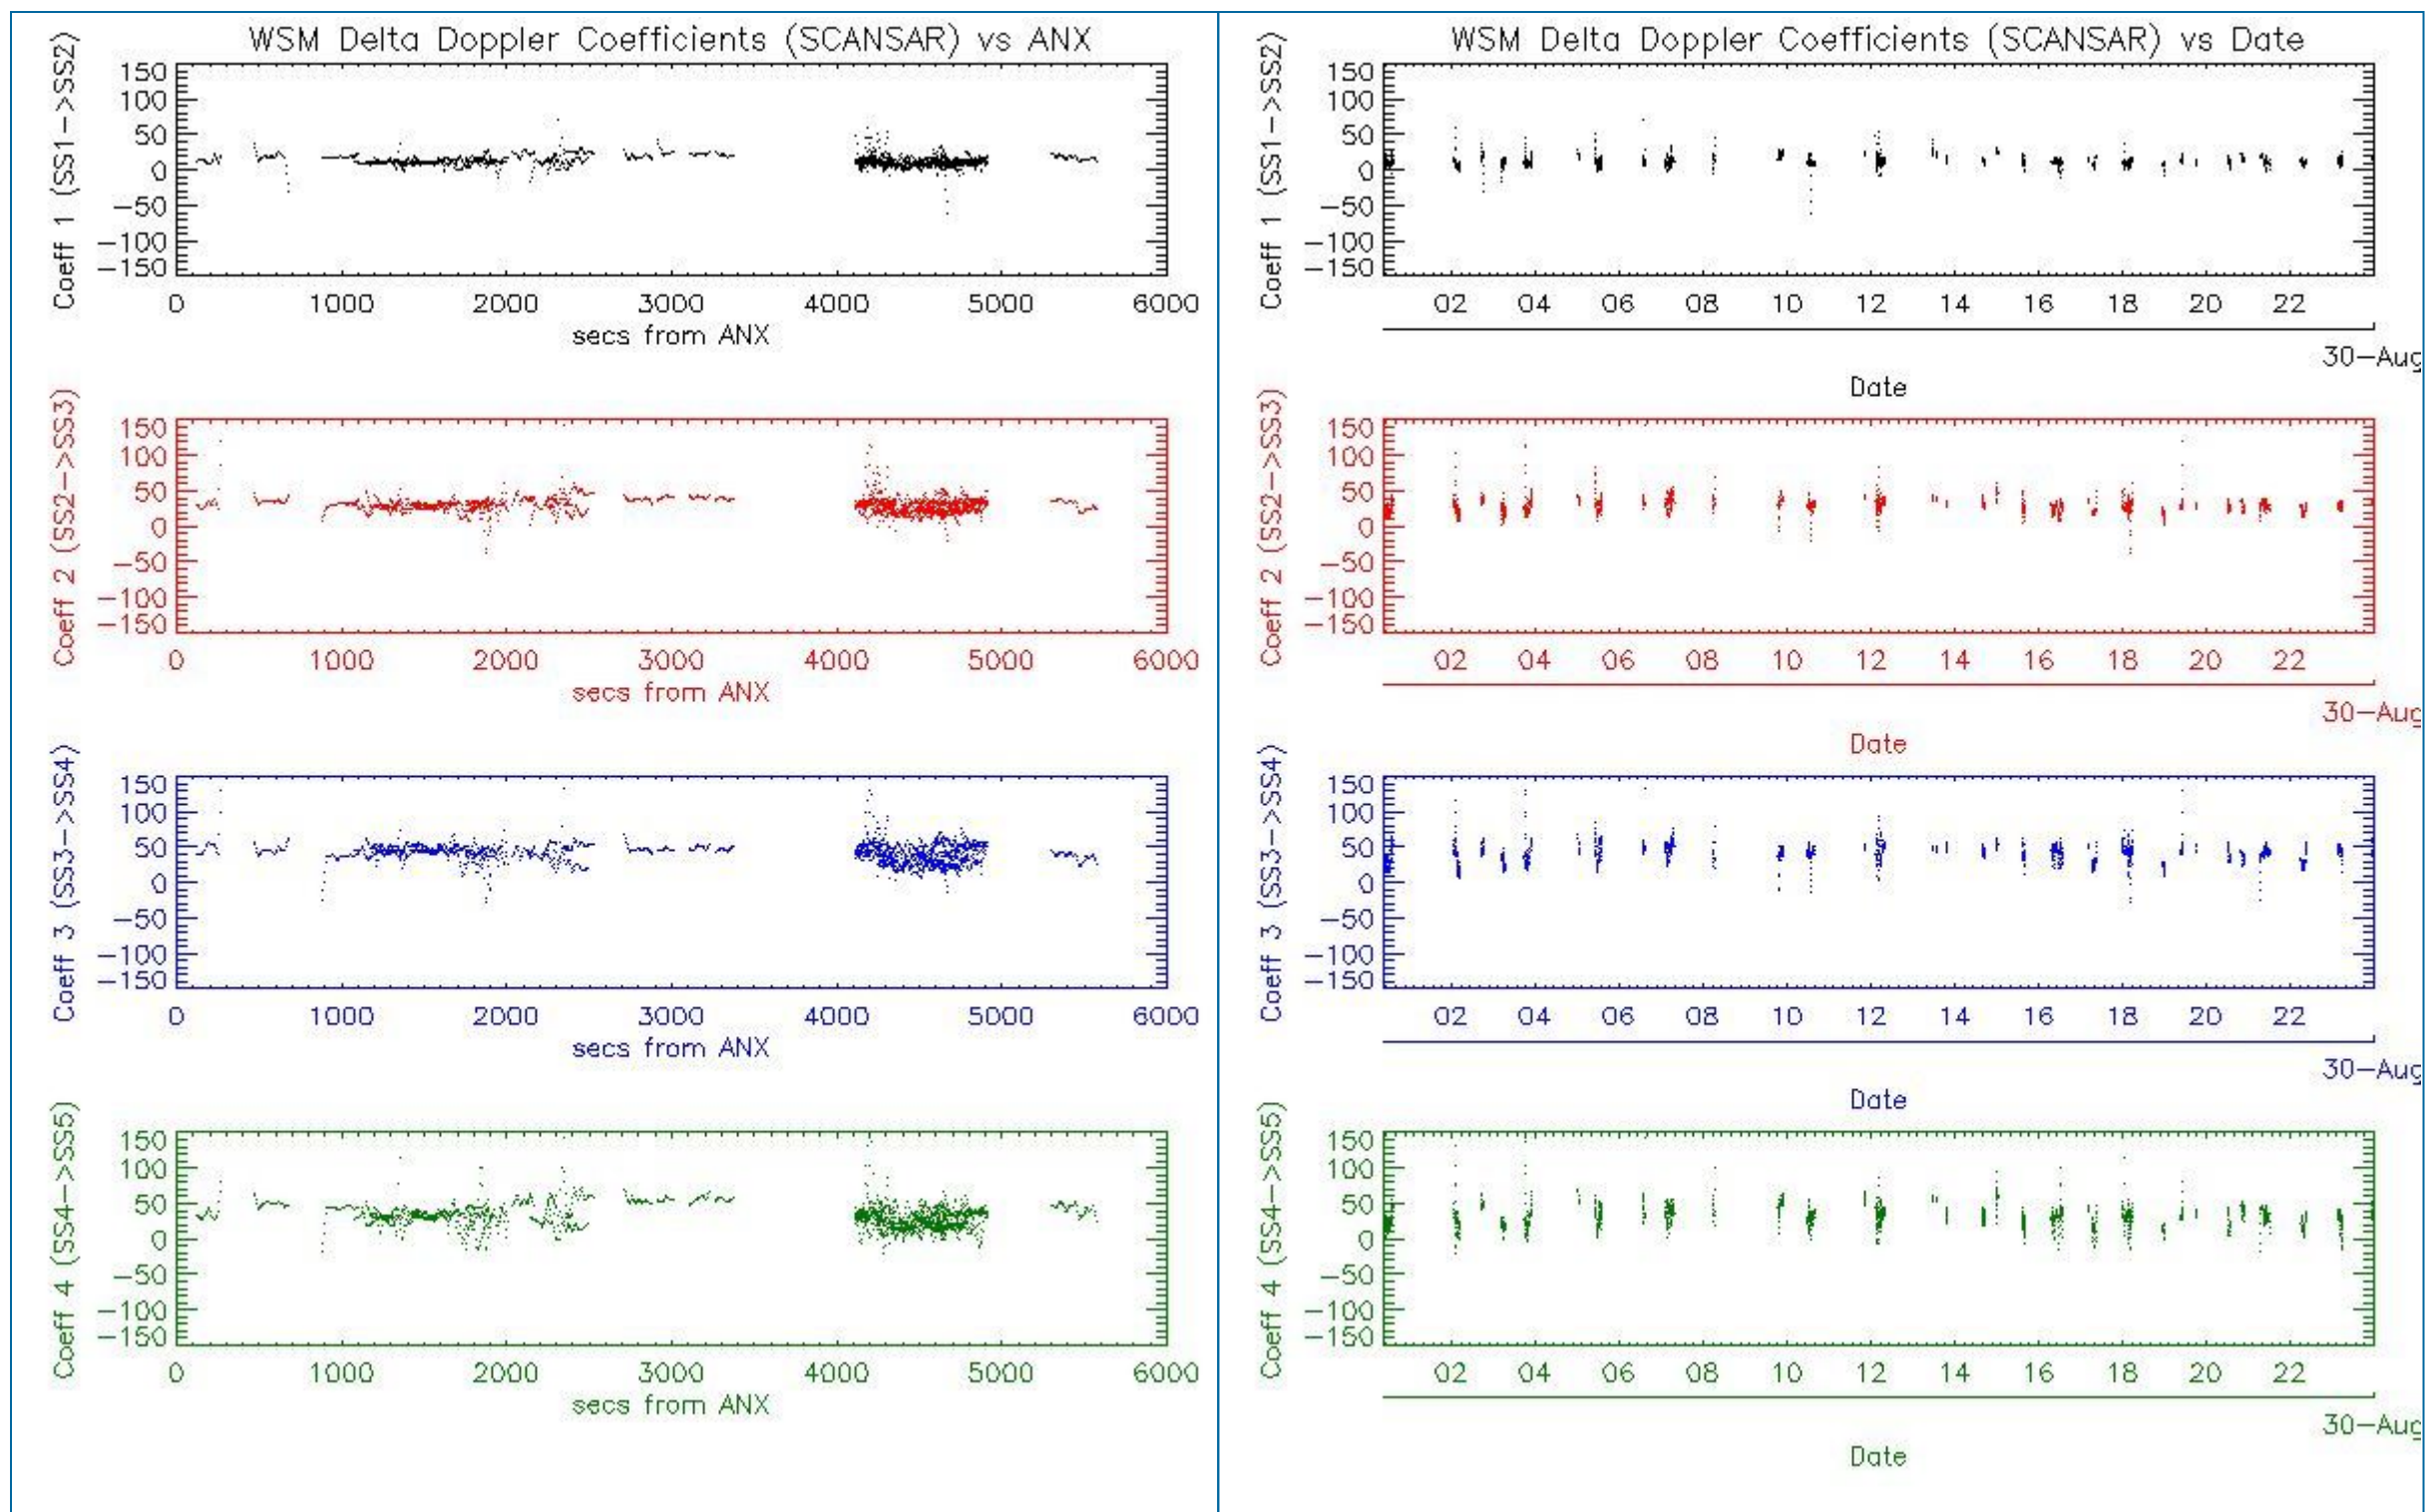 WSM Delta Doppler Coefficients (SCANSAR) vs ANX
Coeff 1 (SS1->SS2)
150
100
50
0
-50
-100
-150
0 1000 2000 3000 4000 5000 6000
secs from ANX
Coeff 2 (SS2->SS3)
150
100
50
0
-50
-100
-150
0 1000 2000 3000 4000 5000 6000
secs from ANX
Coeff 3 (SS3->SS4)
150
100
50
0
-50
-100
-150
0 1000 2000 3000 4000 5000 6000
secs from ANX
Coeff 4 (SS4->SS5)
150
100
50
0
-50
-100
-150
0 1000 2000 3000 4000 5000 6000
secs from ANX
WSM Delta Doppler Coefficients (SCANSAR) vs Date
Coeff 1 (SS1->SS2)
150
100
50
0
-50
-100
-150
02 04 06 08 10 12 14 16 18 20 22
30-Aug
Date
Coeff 2 (SS2->SS3)
150
100
50
0
-50
-100
-150
02 04 06 08 10 12 14 16 18 20 22
30-Aug
Date
Coeff 3 (SS3->SS4)
150
100
50
0
-50
-100
-150
02 04 06 08 10 12 14 16 18 20 22
30-Aug
Date
Coeff 4 (SS4->SS5)
150
100
50
0
-50
-100
-150
02 04 06 08 10 12 14 16 18 20 22
30-Aug
Date